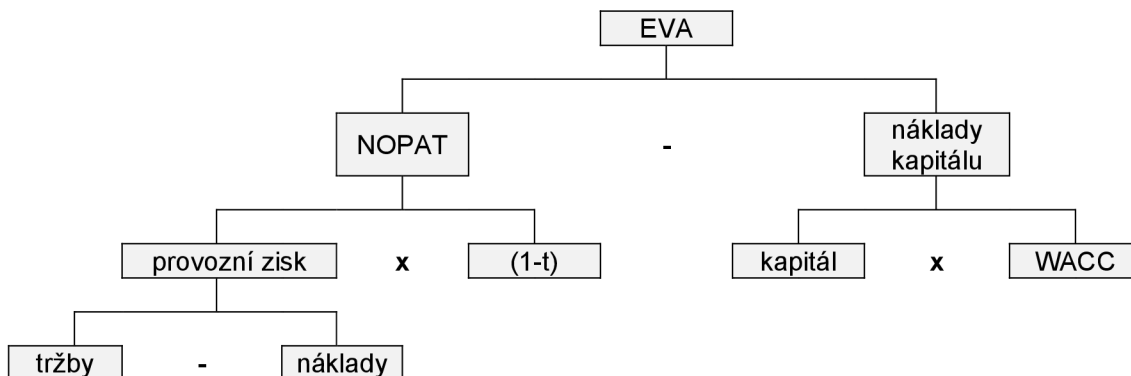 EVA
NOPAT
-
náklady
kapitálu
provozní zisk
x
(1-t)
kapitál
x
WACC
tržby
-
náklady